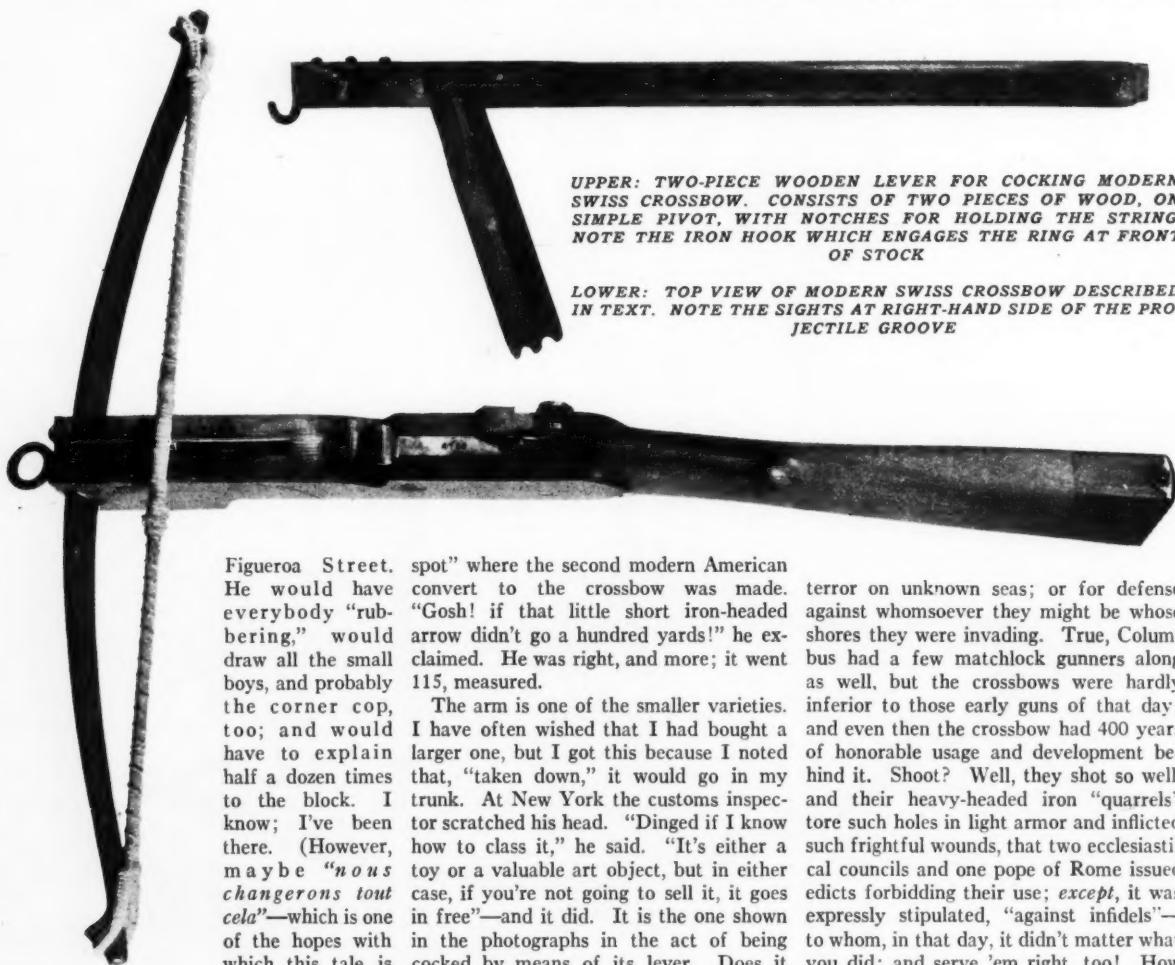 UPPER: TWO-PIECE WOODEN LEVER FOR COCKING MODERN
SWISS CROSSBOW. CONSISTS OF TWO PIECES OF WOOD, ON
SIMPLE PIVOT, WITH NOTCHES FOR HOLDING THE STRING
NOTE THE IRON HOOK WHICH ENGAGES THE RING AT FRONT
OF STOCK
LOWER: TOP VIEW OF MODERN SWISS CROSSBOW DESCRIBED
IN TEXT. NOTE THE SIGHTS AT RIGHT-HAND SIDE OF THE PRO-
JECTILE GROOVE
Figueroa Street.
He would have
everybody "rub-
bering," would
draw all the small
boys, and probably
the corner cop,
too; and would
have to explain
half a dozen times
to the block. I
know; I've been
there. (However,
maybe "nous
changerons tout
cela"—which is one
of the hopes with
which this tale is
spot" where the second modern American
convert to the crossbow was made.
"Gosh! if that little short iron-headed
arrow didn't go a hundred yards!" he ex-
claimed. He was right, and more; it went
115, measured.
The arm is one of the smaller varieties.
I have often wished that I had bought a
larger one, but I got this because I noted
that, "taken down," it would go in my
trunk. At New York the customs inspec-
tor scratched his head. "Dinged if I know
how to class it," he said. "It's either a
toy or a valuable art object, but in either
case, if you're not going to sell it, it goes
in free"—and it did. It is the one shown
in the photographs in the act of being
cocked by means of its lever. Does it
terror on unknown seas; or for defense
against whomsoever they might be whose
shores they were invading. True, Colum
bus had a few matchlock gunners along
as well, but the crossbows were hardly
inferior to those early guns of that day
and even then the crossbow had 400 year
of honorable usage and development be
hind it. Shoot? Well, they shot so well
and their heavy-headed iron "quarrels"
tore such holes in light armor and inflicted
such frightful wounds, that two ecclesiasti
cal councils and one pope of Rome issued
edicts forbidding their use; except, it was
expressly stipulated, "against infidels"—
to whom, in that day, it didn't matter what
you did; and serve 'em right, too! How